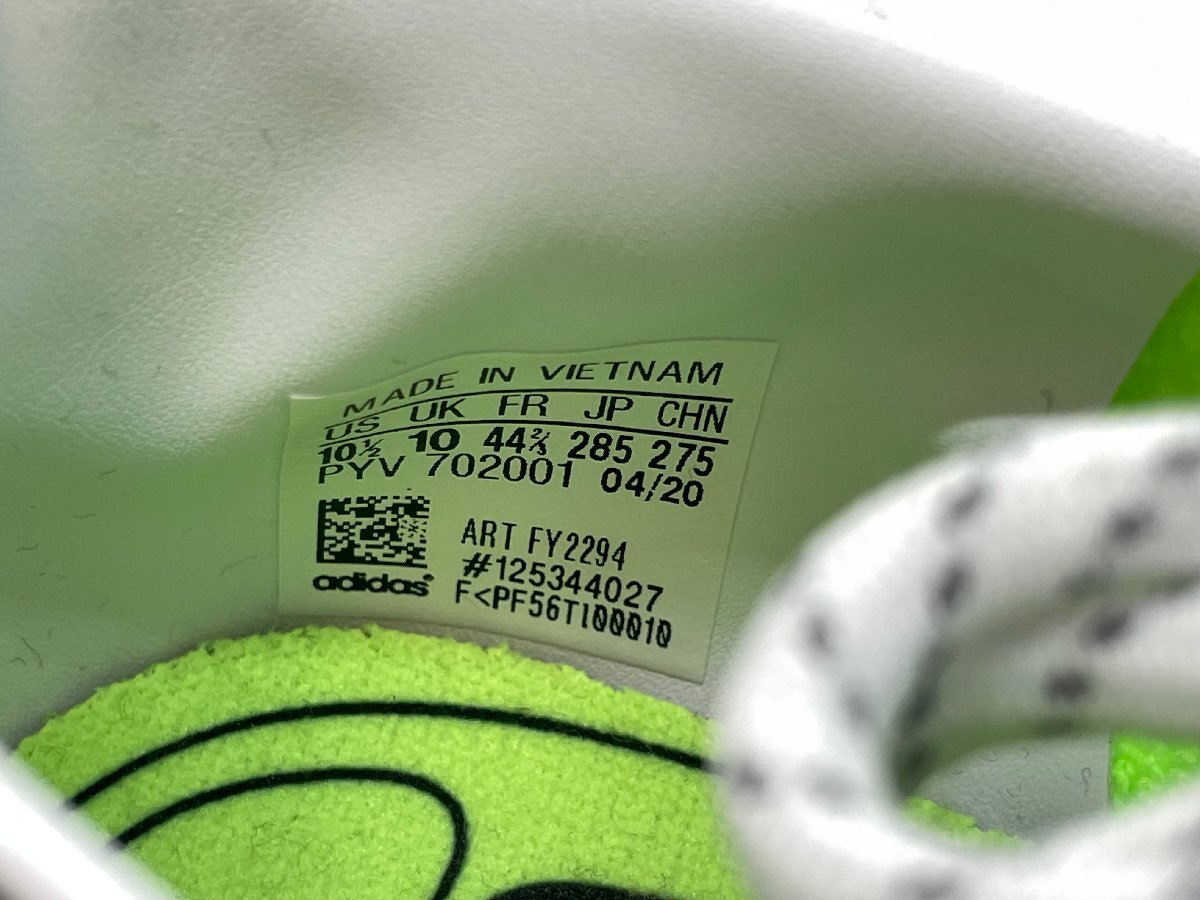 MADE IN VIETNAM
US UK FR JP CHN
10½ 10 44⅔ 285 275
PYV 702001 04/20
ART FY2294
#125344027
F<PF56T100010
adidas®